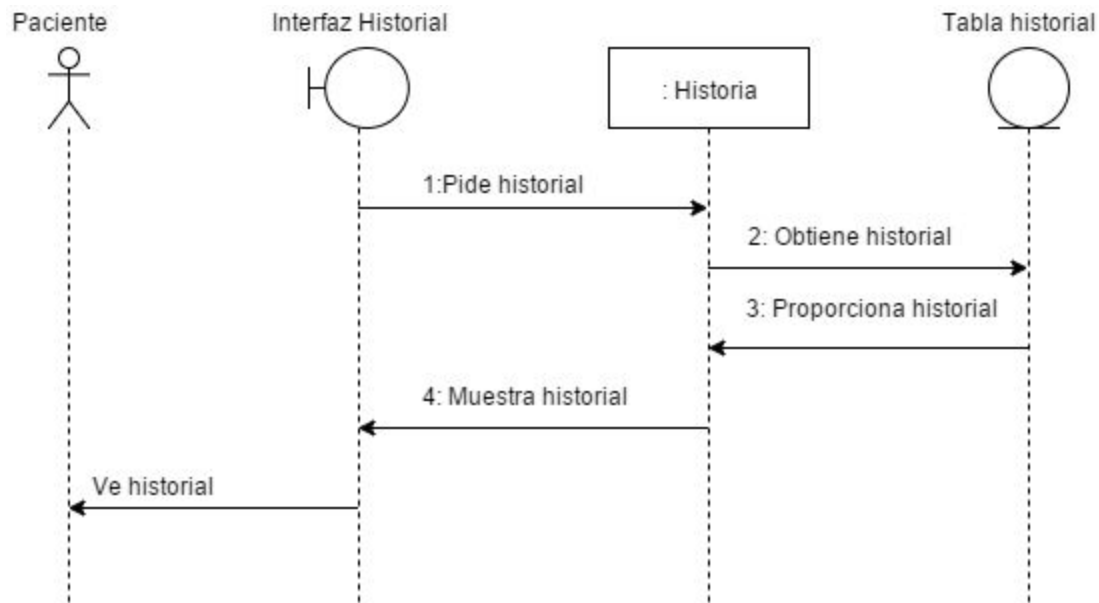 Paciente
Interfaz Historial
Tabla historial
: Historia
1:Pide historial
2: Obtiene historial
3: Proporciona historial
4: Muestra historial
Ve historial